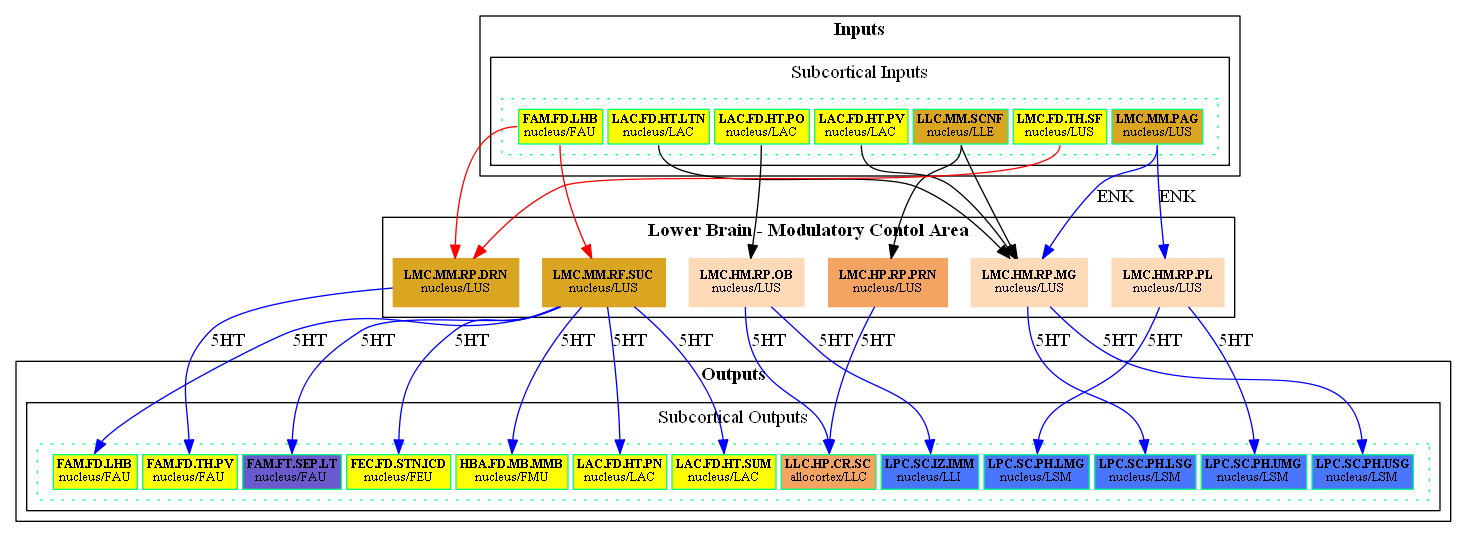 Inputs
Subcortical Inputs
FAM.FD.LHB
nucleus/FAU
LAC.FD.HT.LTN
nucleus/LAC
LAC.FD.HT.PO
nucleus/LAC
LAC.FD.HT.PV
nucleus/LAC
LLC.MM.SCNF
nucleus/LLE
LMC.FD.TH.SF
nucleus/LUS
LMC.MM.PAG
nucleus/LUS
ENK
ENK
Lower Brain - Modulatory Contol Area
LMC.MM.RP.DRN
nucleus/LUS
LMC.MM.RF.SUC
nucleus/LUS
LMC.HM.RP.OB
nucleus/LUS
LMC.HP.RP.PRN
nucleus/LUS
LMC.HM.RP.MG
nucleus/LUS
LMC.HM.RP.PL
nucleus/LUS
5HT
5HT
5HT
5HT
5HT
5HT
5HT
5HT
5HT
5HT
5HT
5HT
5HT
5HT
Outputs
Subcortical Outputs
FAM.FD.LHB
nucleus/FAU
FAM.FD.TH.PV
nucleus/FAU
FAM.FT.SEP.LT
nucleus/FAU
FEC.FD.STN.ICD
nucleus/FEU
HBA.FD.MB.MMB
nucleus/FMU
LAC.FD.HT.PN
nucleus/LAC
LAC.FD.HT.SUM
nucleus/LAC
LLC.HP.CR.SC
allocortex/LLC
LPC.SC.IZ.IMM
nucleus/LLI
LPC.SC.PH.LMG
nucleus/LSM
LPC.SC.PH.LSG
nucleus/LSM
LPC.SC.PH.UMG
nucleus/LSM
LPC.SC.PH.USG
nucleus/LSM